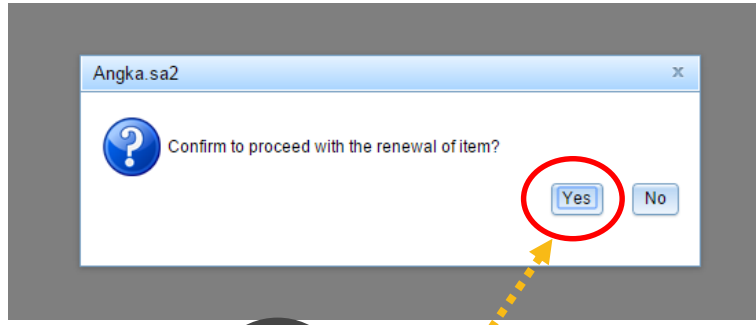 Angka.sa2
x
Confirm to proceed with the renewal of item?
Yes No